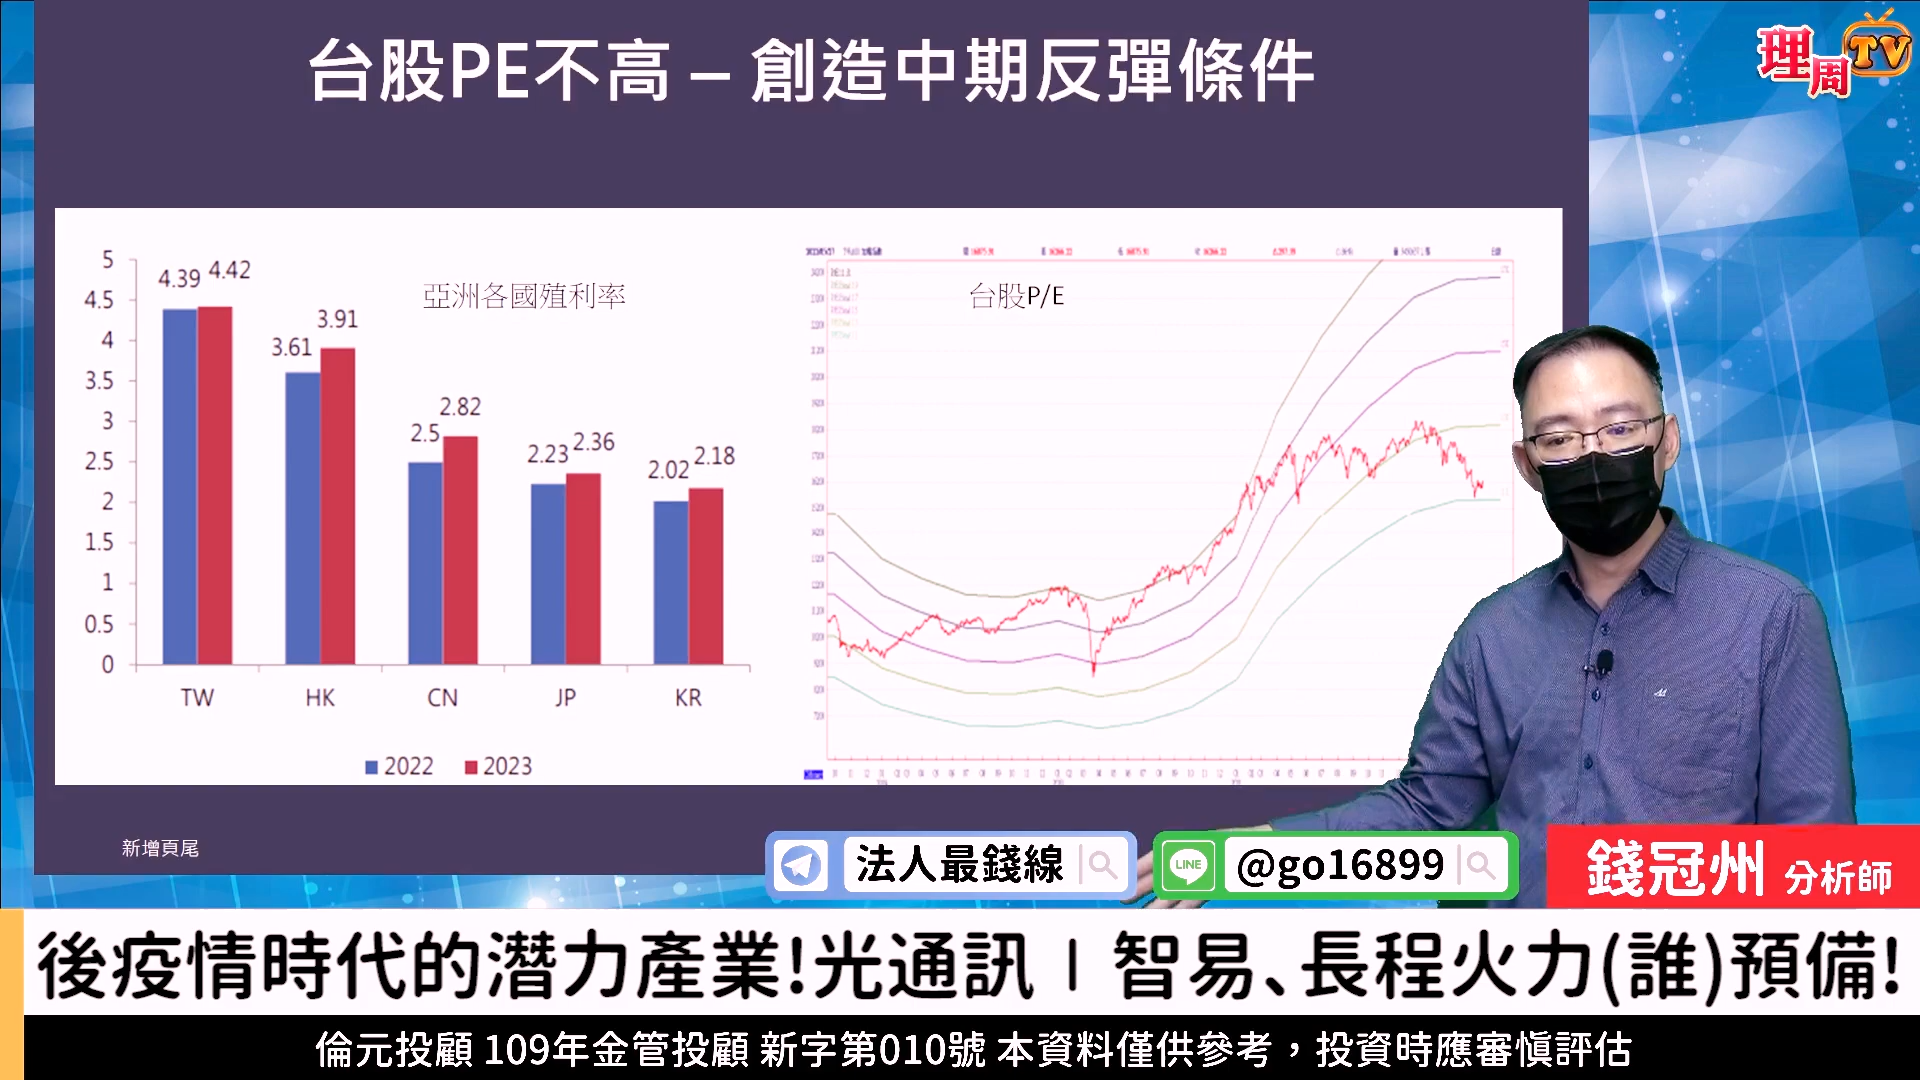 台股PE不高 – 創造中期反彈條件
理周TV
亞洲各國殖利率
5
4.5
4
3.5
3
2.5
2
1.5
1
0.5
0
4.39 4.42
3.61 3.91
2.5 2.82
2.23 2.36
2.02 2.18
TW HK CN JP KR
2022 2023
台股P/E
新增頁尾
法人最錢線
LINE @go16899
錢冠州 分析師
後疫情時代的潛力產業!光通訊｜智易、長程火力(誰)預備!
倫元投顧 109年金管投顧 新字第010號 本資料僅供參考，投資時應審慎評估